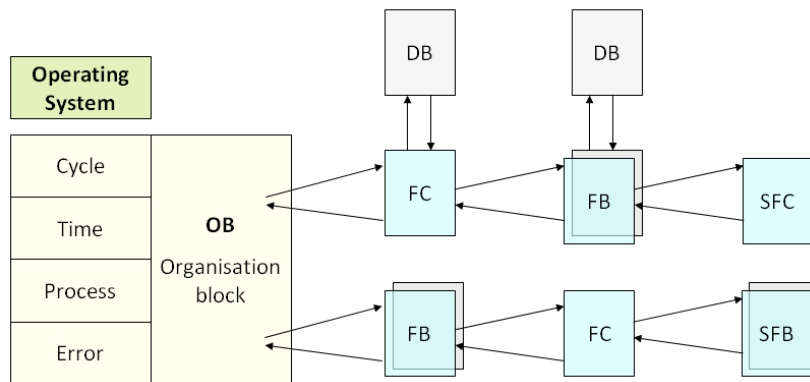 DB
DB
Operating
System
Cycle
Time
Process
Error
OB
Organisation
block
FC
FB
SFC
FB
FC
SFB